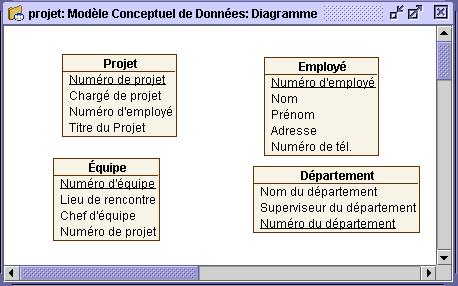 projet: Modèle Conceptuel de Données: Diagramme
Projet
Numéro de projet
Chargé de projet
Numéro d'employé
Titre du Projet
Employé
Numéro d'employé
Nom
Prénom
Adresse
Numéro de tél.
Équipe
Numéro d'équipe
Lieu de rencontre
Chef d'équipe
Numéro de projet
Département
Nom du département
Superviseur du département
Numéro du département